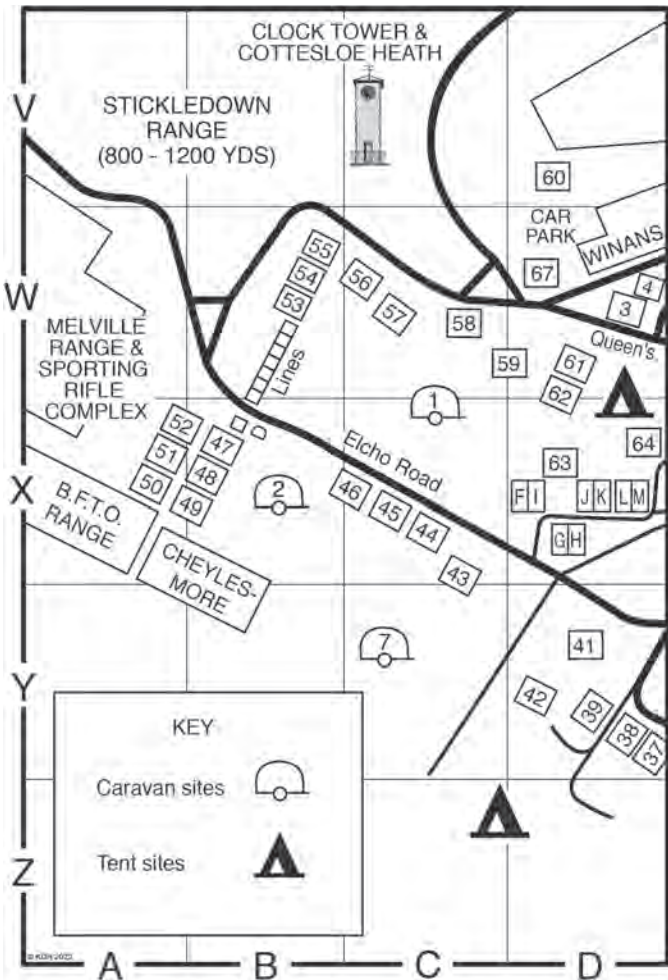 CLOCK TOWER &
COTTESLOE HEATH
V
STICKLEDOWN
RANGE
(800 - 1200 YDS)
60
CAR
PARK
WINANS
55
54
53
56
57
67
4
3
W
58
Queen's
MELVILLE
RANGE &
SPORTING
RIFLE
COMPLEX
Lines
59
61
62
1
52
51
50
47
48
49
Elcho Road
64
63
X
2
46
45
44
43
F I
J K L M
G H
B.F.T.O.
RANGE
CHEYLES-
MORE
7
41
Y
42
39
38
37
KEY
Caravan sites
Tent sites
Z
© KGN 2022
A
B
C
D